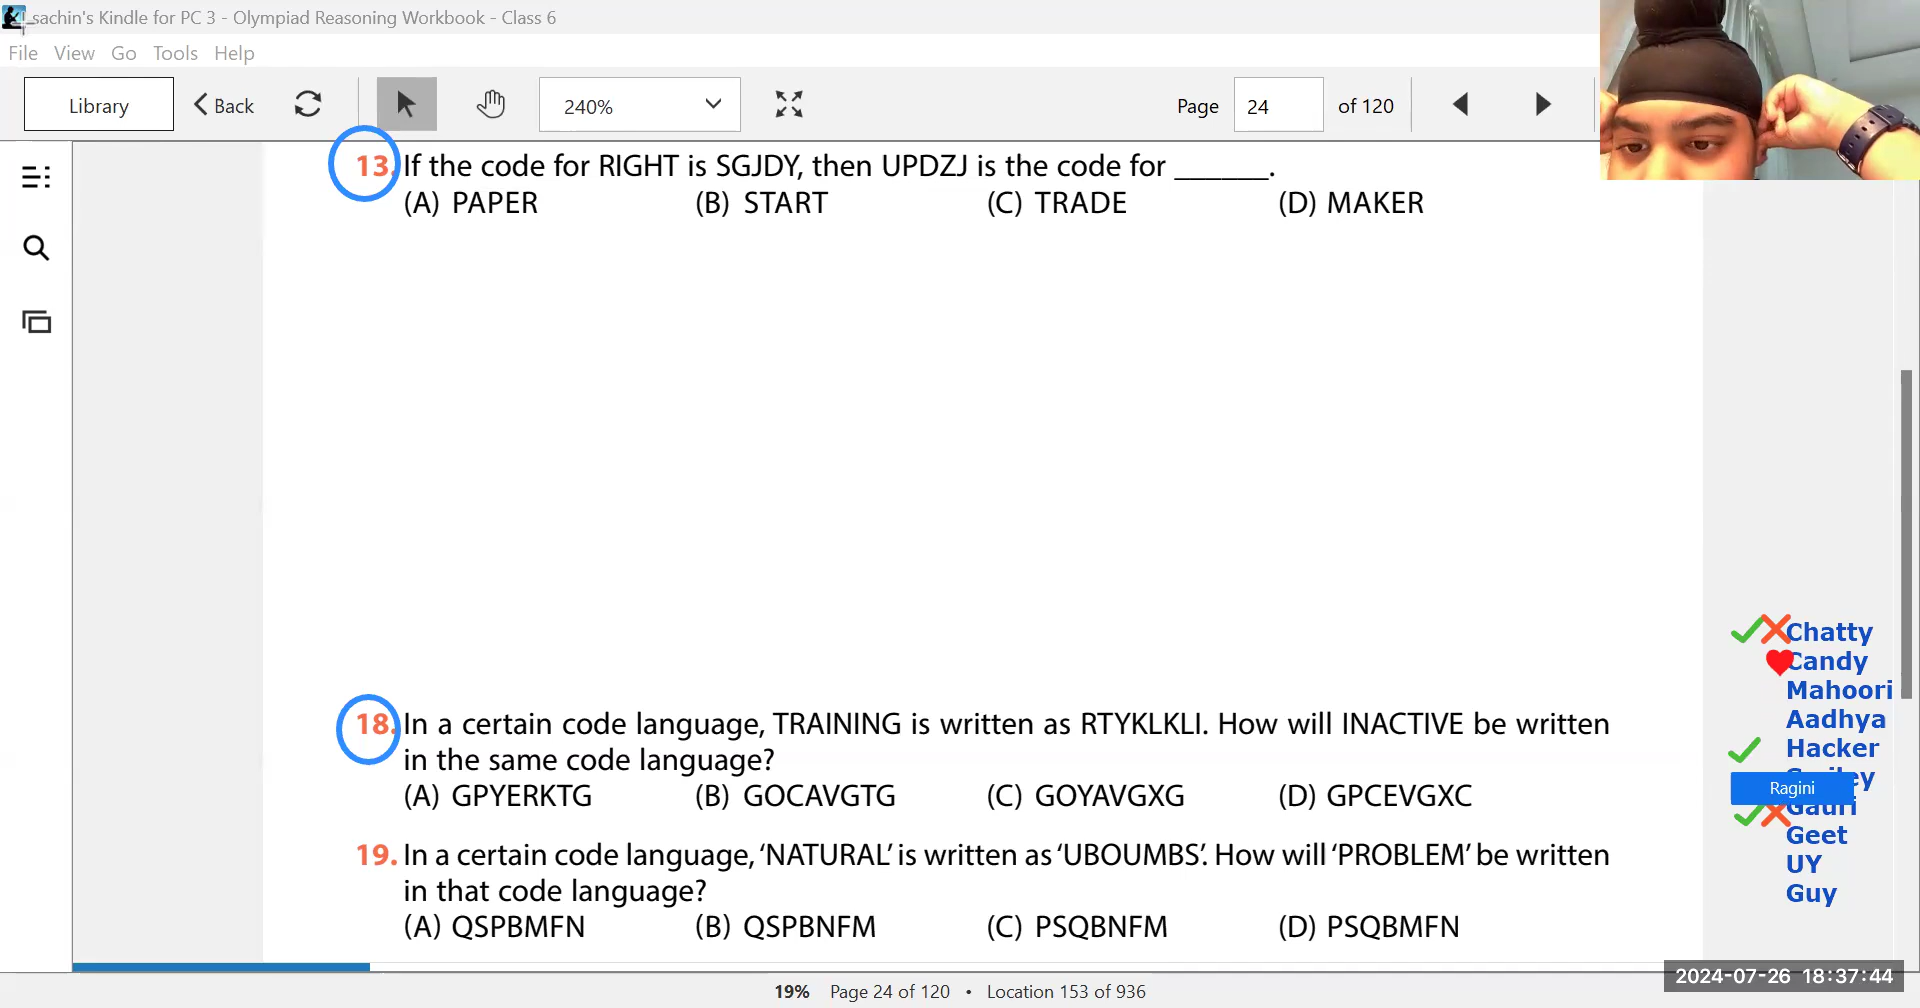 sachin's Kindle for PC 3 - Olympiad Reasoning Workbook - Class 6
File View Go Tools Help
Library Back 240% Page 24 of 120
13. If the code for RIGHT is SGJDY, then UPDZJ is the code for ______.
(A) PAPER (B) START (C) TRADE (D) MAKER
18. In a certain code language, TRAINING is written as RTYKLKLI. How will INACTIVE be written
in the same code language?
(A) GPYERKTG (B) GOCAVGTG (C) GOYAVGXG (D) GPCEVGXC
19. In a certain code language, ‘NATURAL’ is written as ‘UBOUMBS’. How will ‘PROBLEM’ be written
in that code language?
(A) QSPBMFN (B) QSPBNFM (C) PSQBNFM (D) PSQBMFN
Chatty
Candy
Mahoori
Aadhya
Hacker
Ragini
Gauri
Geet
UY
Guy
2024-07-26 18:37:44
19% Page 24 of 120 • Location 153 of 936